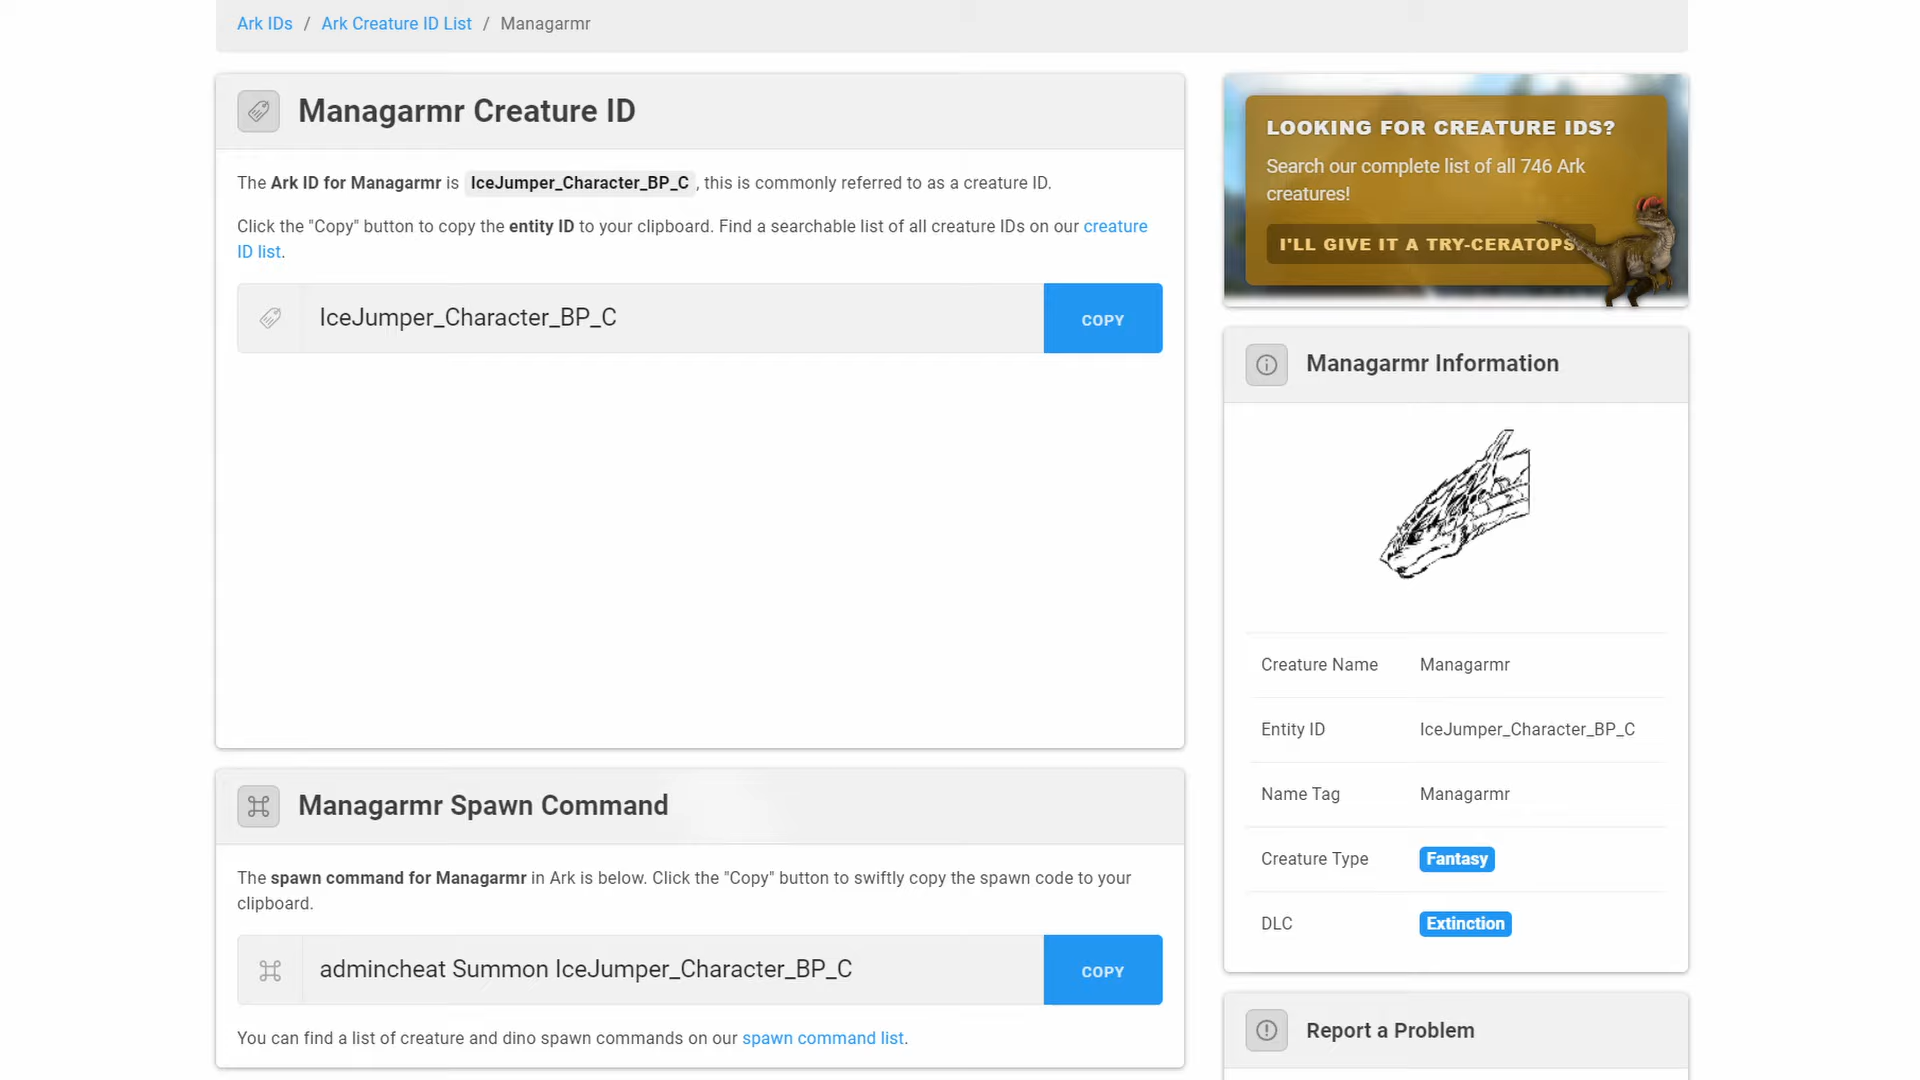 Ark IDs / Ark Creature ID List / Managarmr
Managarmr Creature ID
The Ark ID for Managarmr is IceJumper_Character_BP_C, this is commonly referred to as a creature ID.
Click the "Copy" button to copy the entity ID to your clipboard. Find a searchable list of all creature IDs on our creature
ID list.
IceJumper_Character_BP_C
COPY
Managarmr Spawn Command
The spawn command for Managarmr in Ark is below. Click the "Copy" button to swiftly copy the spawn code to your
clipboard.
admincheat Summon IceJumper_Character_BP_C
COPY
You can find a list of creature and dino spawn commands on our spawn command list.
LOOKING FOR CREATURE IDS?
Search our complete list of all 746 Ark
creatures!
I'LL GIVE IT A TRY-CERATOPS
Managarmr Information
Creature Name Managarmr
Entity ID IceJumper_Character_BP_C
Name Tag Managarmr
Creature Type Fantasy
DLC Extinction
Report a Problem